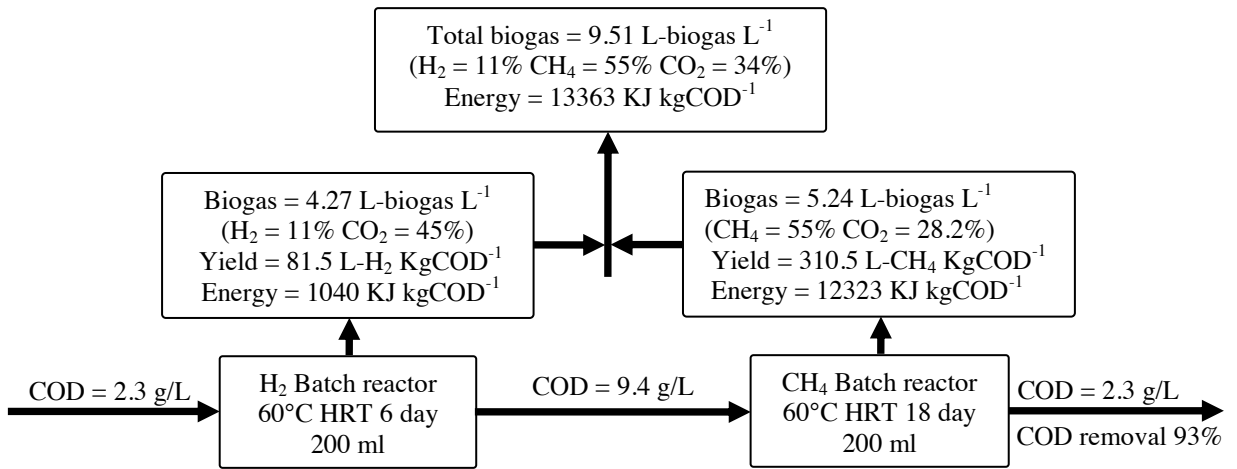 Total biogas = 9.51 L-biogas L⁻¹
(H₂ = 11% CH₄ = 55% CO₂ = 34%)
Energy = 13363 KJ kgCOD⁻¹
Biogas = 4.27 L-biogas L⁻¹
(H₂ = 11% CO₂ = 45%)
Yield = 81.5 L-H₂ KgCOD⁻¹
Energy = 1040 KJ kgCOD⁻¹
Biogas = 5.24 L-biogas L⁻¹
(CH₄ = 55% CO₂ = 28.2%)
Yield = 310.5 L-CH₄ KgCOD⁻¹
Energy = 12323 KJ kgCOD⁻¹
COD = 2.3 g/L
H₂ Batch reactor
60°C HRT 6 day
200 ml
COD = 9.4 g/L
CH₄ Batch reactor
60°C HRT 18 day
200 ml
COD = 2.3 g/L
COD removal 93%